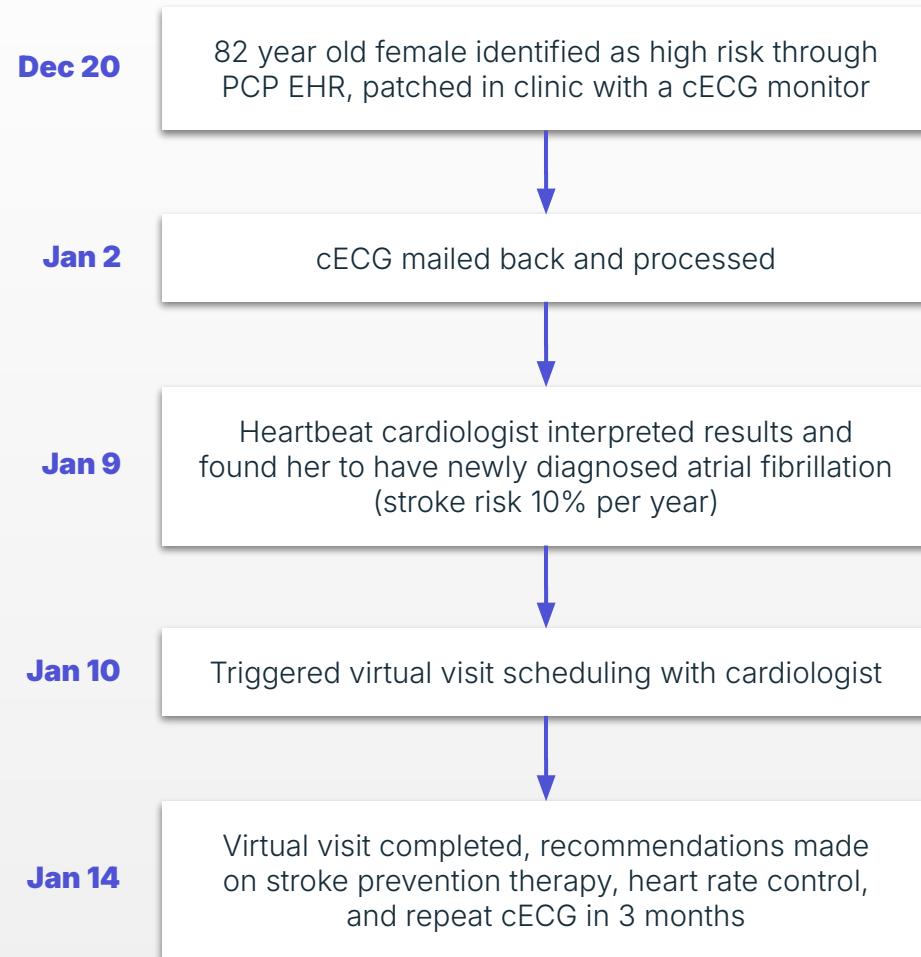 Dec 20
82 year old female identified as high risk through
PCP EHR, patched in clinic with a cECG monitor
Jan 2
cECG mailed back and processed
Jan 9
Heartbeat cardiologist interpreted results and
found her to have newly diagnosed atrial fibrillation
(stroke risk 10% per year)
Jan 10
Triggered virtual visit scheduling with cardiologist
Jan 14
Virtual visit completed, recommendations made
on stroke prevention therapy, heart rate control,
and repeat cECG in 3 months